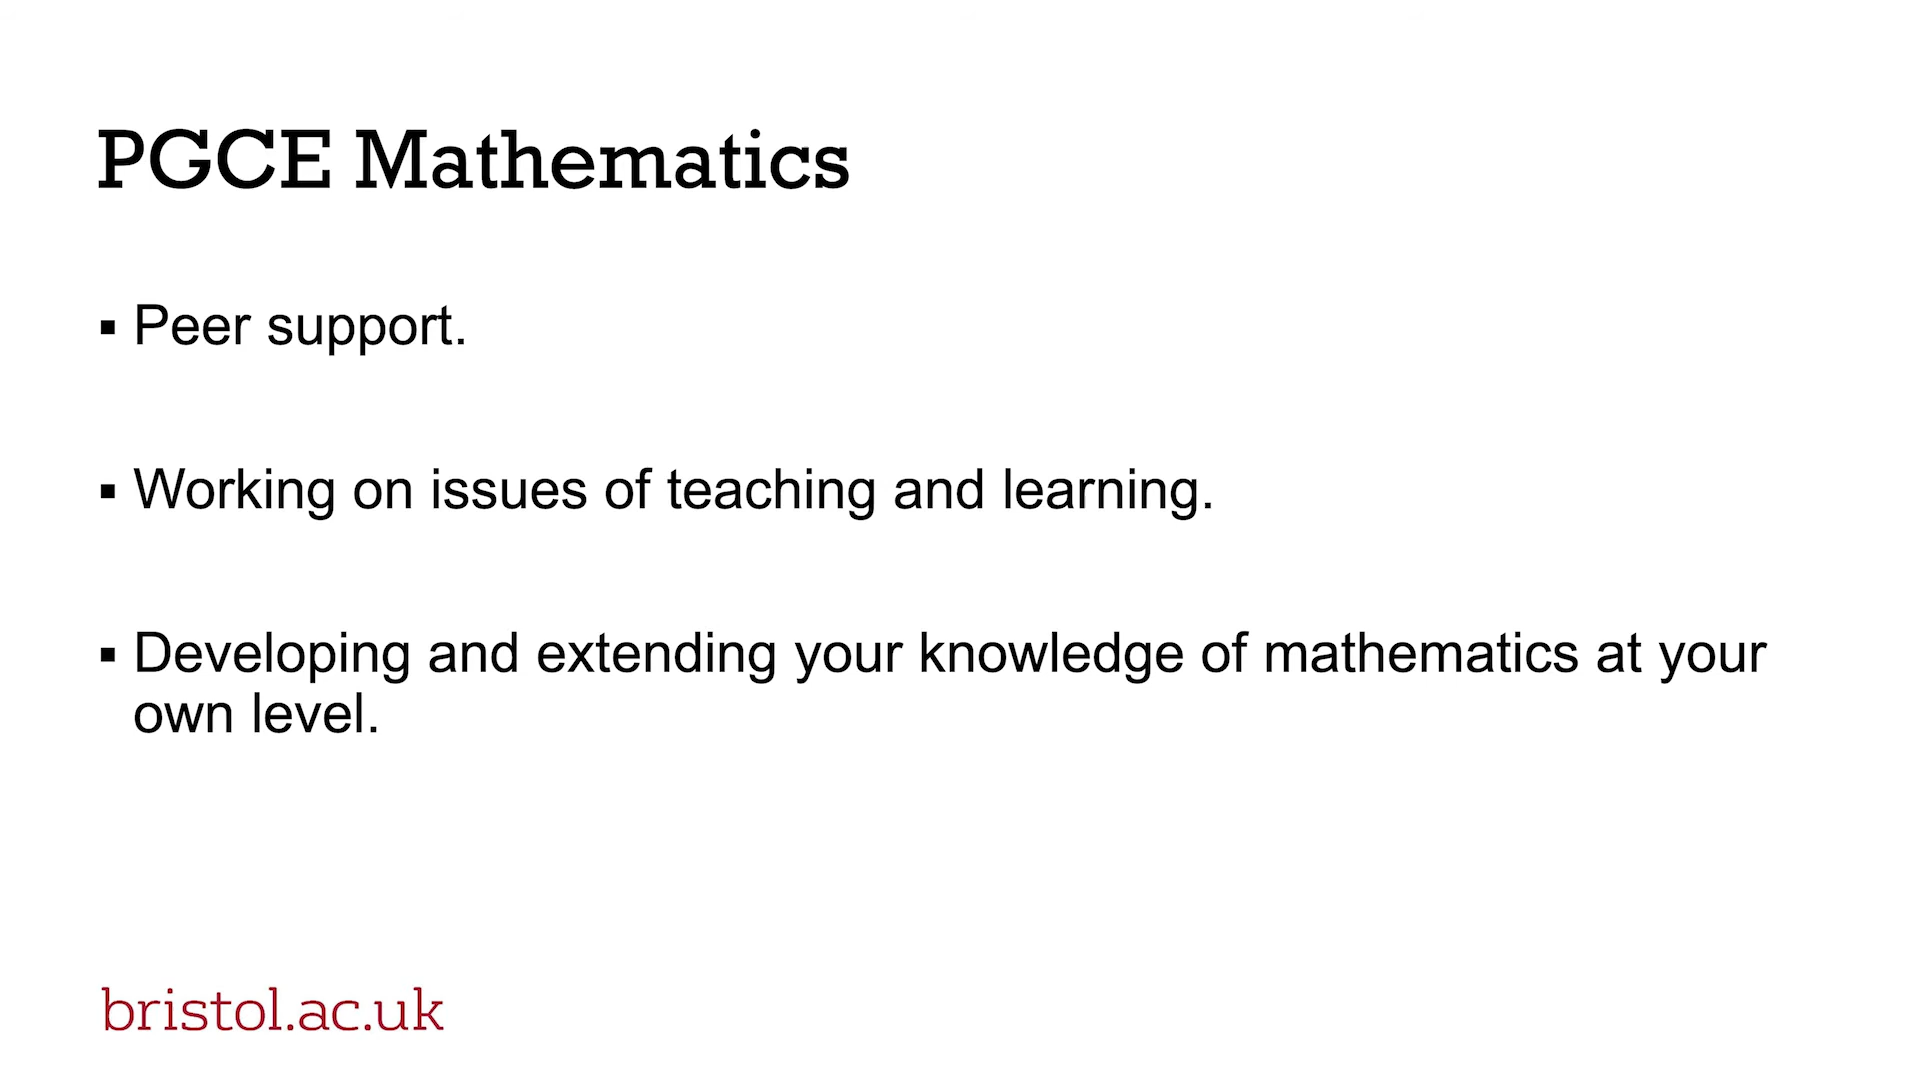 PGCE Mathematics
▪ Peer support.
▪ Working on issues of teaching and learning.
▪ Developing and extending your knowledge of mathematics at your
own level.
bristol.ac.uk